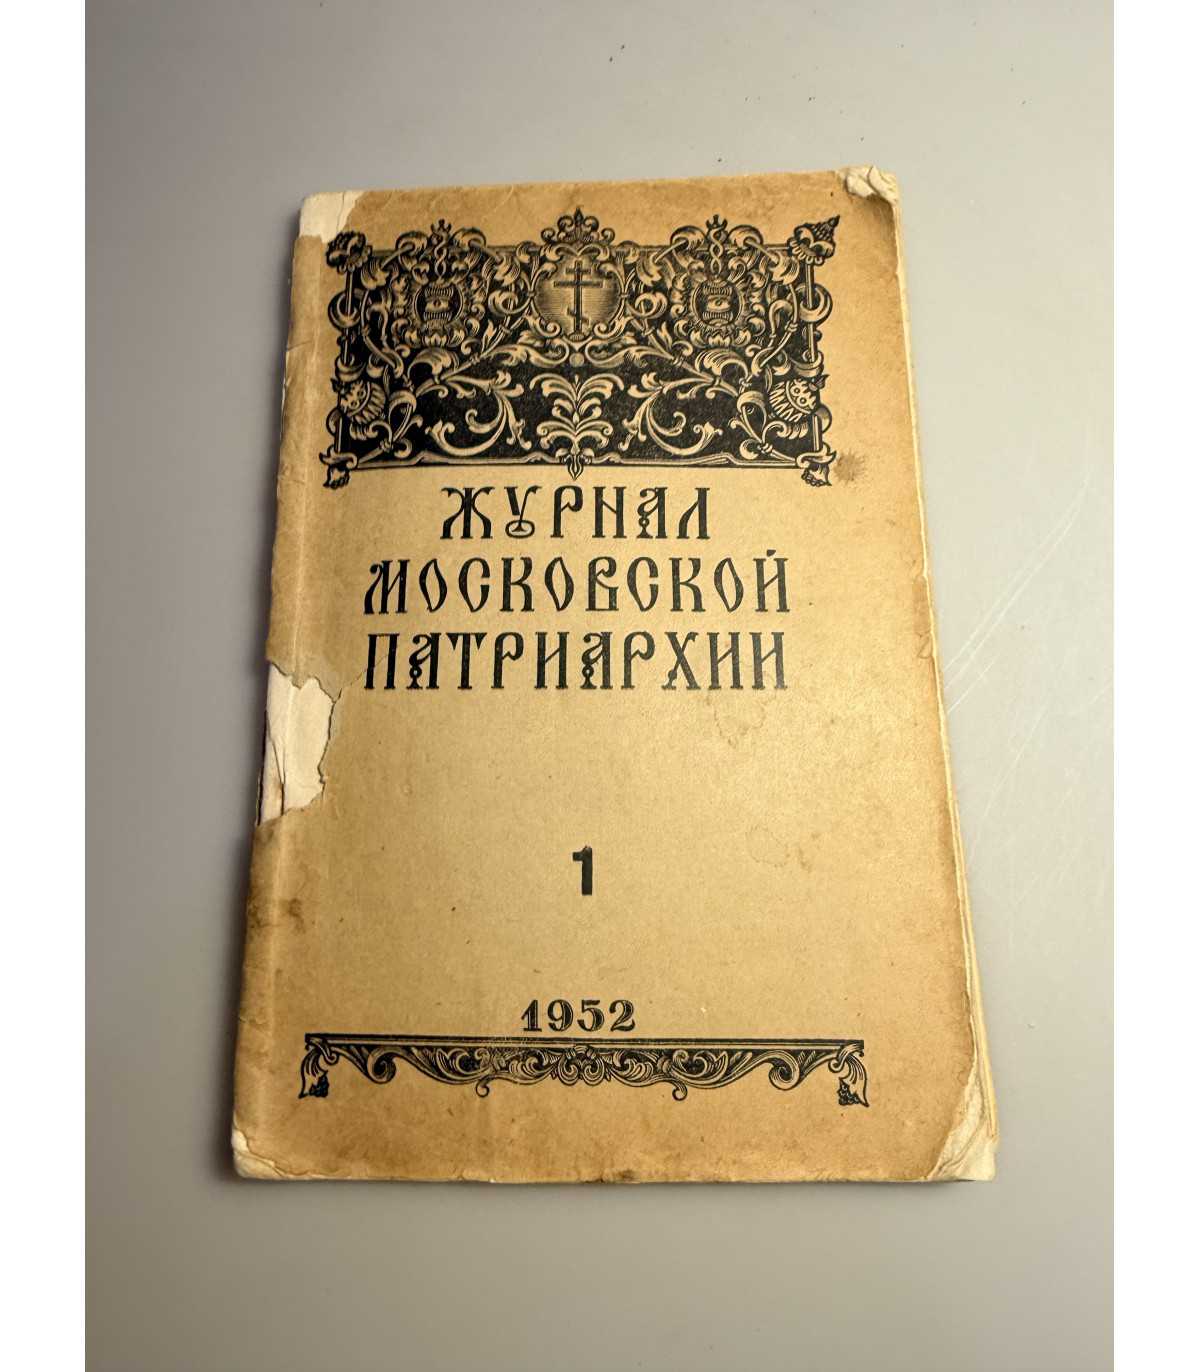 ЖУРНАЛ
МОСКОВСКОЙ
ПАТРИАРХИИ
1
1952